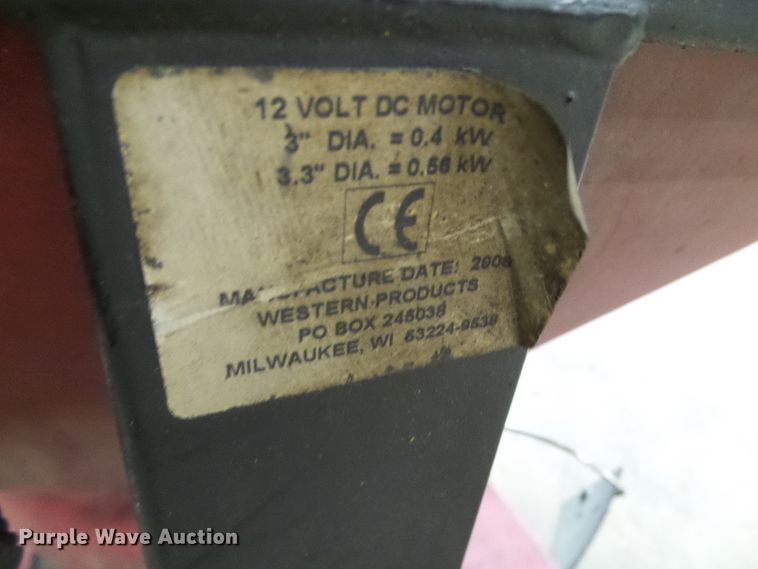 12 VOLT DC MOTOR
3" DIA. = 0.4 kW
3.3" DIA. = 0.56 kW
CE
MANUFACTURE DATE: 2008
WESTERN PRODUCTS
PO BOX 245038
MILWAUKEE, WI 53224-9538
Purple Wave Auction®